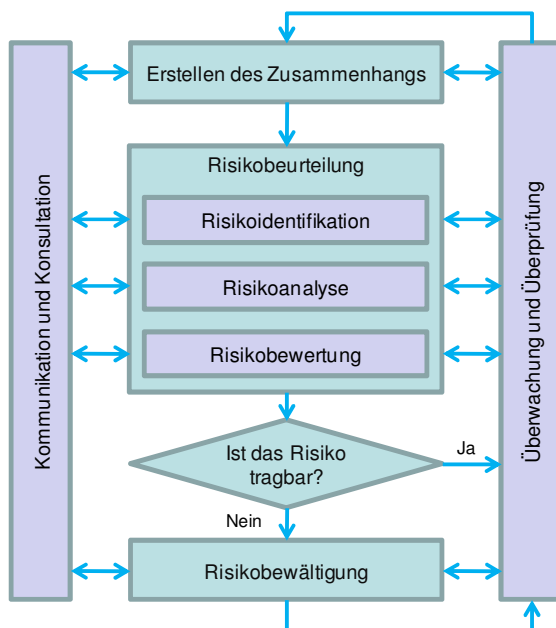 Erstellen des Zusammenhangs
Kommunikation und Konsultation
Risikobeurteilung
Risikoidentifikation
Risikoanalyse
Risikobewertung
Überwachung und Überprüfung
Ist das Risiko
tragbar?
Ja
Nein
Risikobewältigung